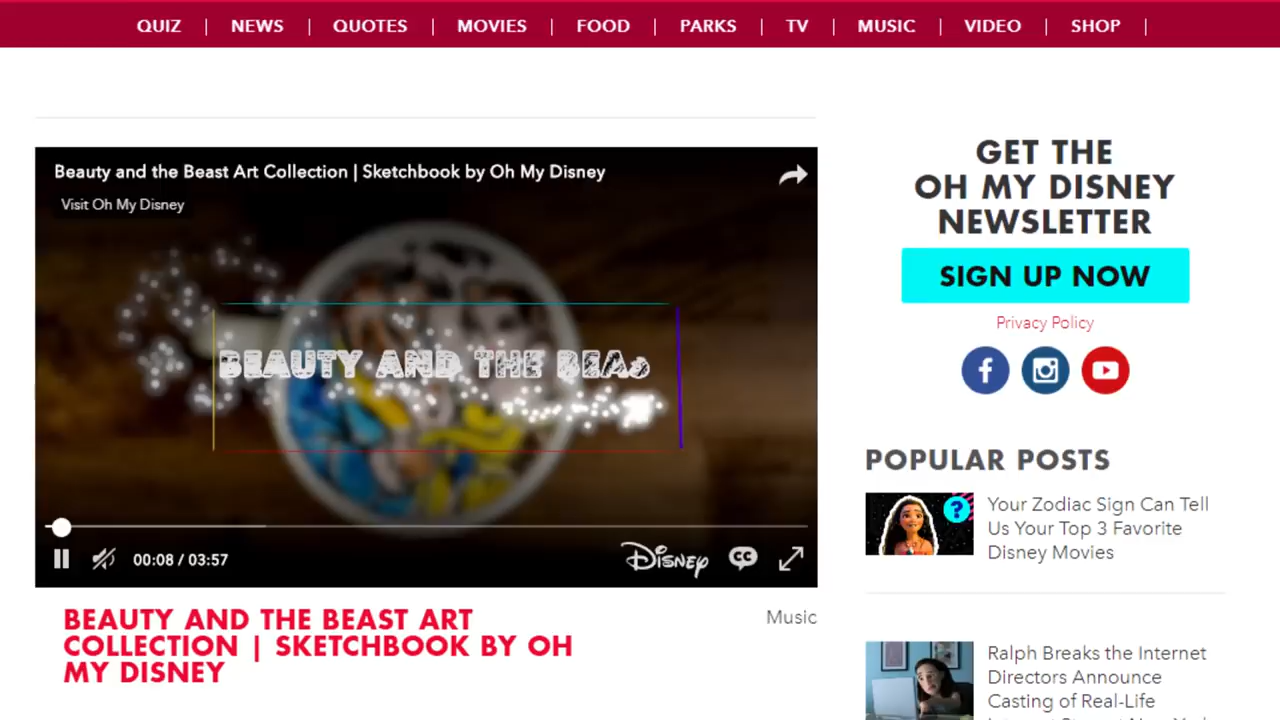 QUIZ | NEWS | QUOTES | MOVIES | FOOD | PARKS | TV | MUSIC | VIDEO | SHOP |
Beauty and the Beast Art Collection | Sketchbook by Oh My Disney
Visit Oh My Disney
BEAUTY AND THE BEAs
00:08 / 03:57
Disney
CC
BEAUTY AND THE BEAST ART
COLLECTION | SKETCHBOOK BY OH
MY DISNEY
Music
GET THE
OH MY DISNEY
NEWSLETTER
SIGN UP NOW
Privacy Policy
f
POPULAR POSTS
?
Your Zodiac Sign Can Tell
Us Your Top 3 Favorite
Disney Movies
Ralph Breaks the Internet
Directors Announce
Casting of Real-Life